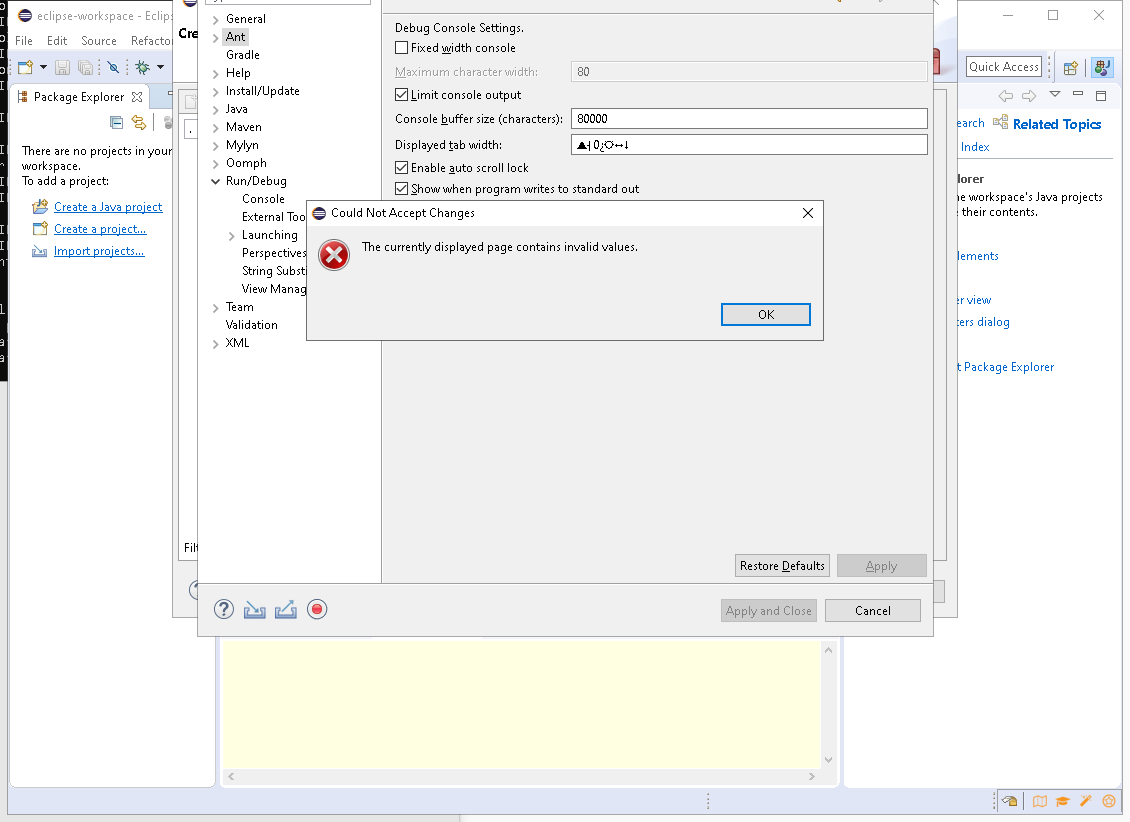 eclipse-workspace - Eclips
File Edit Source Refacto
Cre
Quick Access
Package Explorer
There are no projects in your
workspace.
To add a project:
Create a Java project
Create a project...
Import projects...
General
Ant
Gradle
Help
Install/Update
Java
Maven
Mylyn
Oomph
Run/Debug
Console
External Too
Launching
Perspectives
String Subst
View Manag
Team
Validation
XML
Debug Console Settings.
Fixed width console
Maximum character width: 80
Limit console output
Console buffer size (characters): 80000
Displayed tab width:
Enable auto scroll lock
Show when program writes to standard out
Could Not Accept Changes
The currently displayed page contains invalid values.
OK
Restore Defaults Apply
Apply and Close Cancel
Filt
earch Related Topics
Index
lorer
he workspace's Java projects
their contents.
lements
er view
ters dialog
t Package Explorer